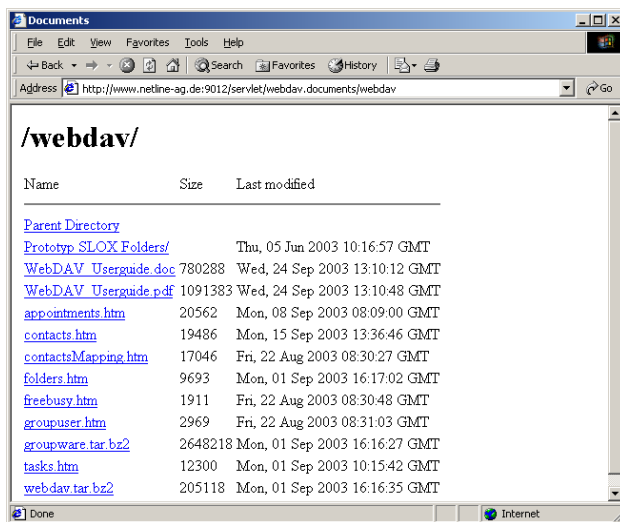 Documents
File Edit View Favorites Tools Help
Back Search Favorites History
Address http://www.netline-ag.de:9012/servlet/webdav.documents/webdav Go
/webdav/
Name Size Last modified
Parent Directory
Prototyp SLOX Folders/ Thu, 05 Jun 2003 10:16:57 GMT
WebDAV Userguide.doc 780288 Wed, 24 Sep 2003 13:10:12 GMT
WebDAV Userguide.pdf 1091383 Wed, 24 Sep 2003 13:10:48 GMT
appointments.htm 20562 Mon, 08 Sep 2003 08:09:00 GMT
contacts.htm 19486 Mon, 15 Sep 2003 13:36:46 GMT
contactsMapping.htm 17046 Fri, 22 Aug 2003 08:30:27 GMT
folders.htm 9693 Mon, 01 Sep 2003 16:17:02 GMT
freebusy.htm 1911 Fri, 22 Aug 2003 08:30:48 GMT
groupuser.htm 2969 Fri, 22 Aug 2003 08:31:03 GMT
groupware.tar.bz2 2648218 Mon, 01 Sep 2003 16:16:27 GMT
tasks.htm 12300 Mon, 01 Sep 2003 10:15:42 GMT
webdav.tar.bz2 205118 Mon, 01 Sep 2003 16:16:35 GMT
Done Internet